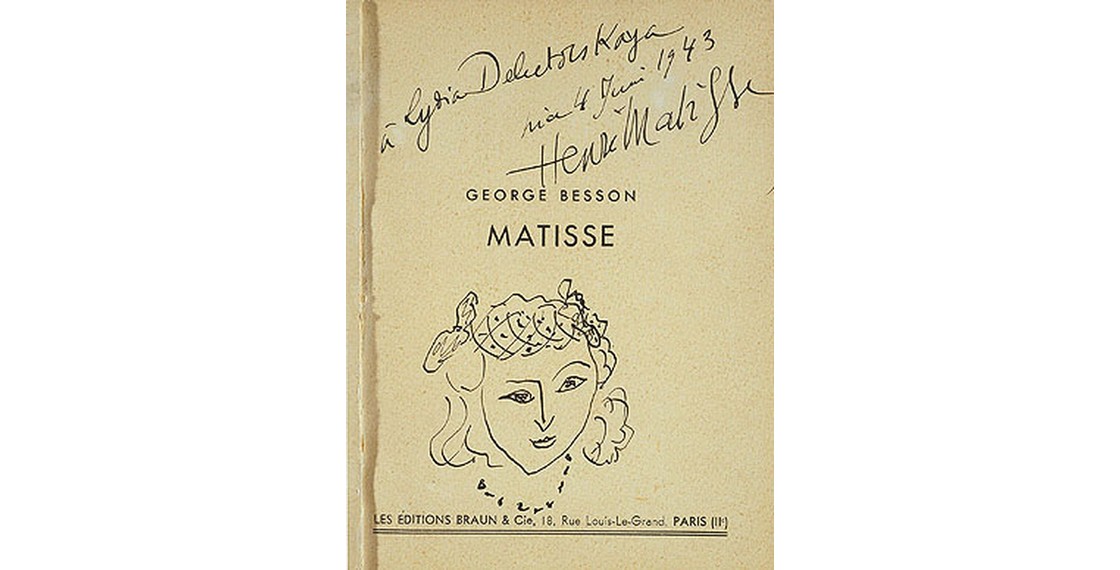 à Lydia Delectorskaya
4 Juin 1943
Henri Matisse
GEORGE BESSON
MATISSE
LES ÉDITIONS BRAUN & Cie, 18, Rue Louis-Le-Grand, PARIS (IIᵉ)